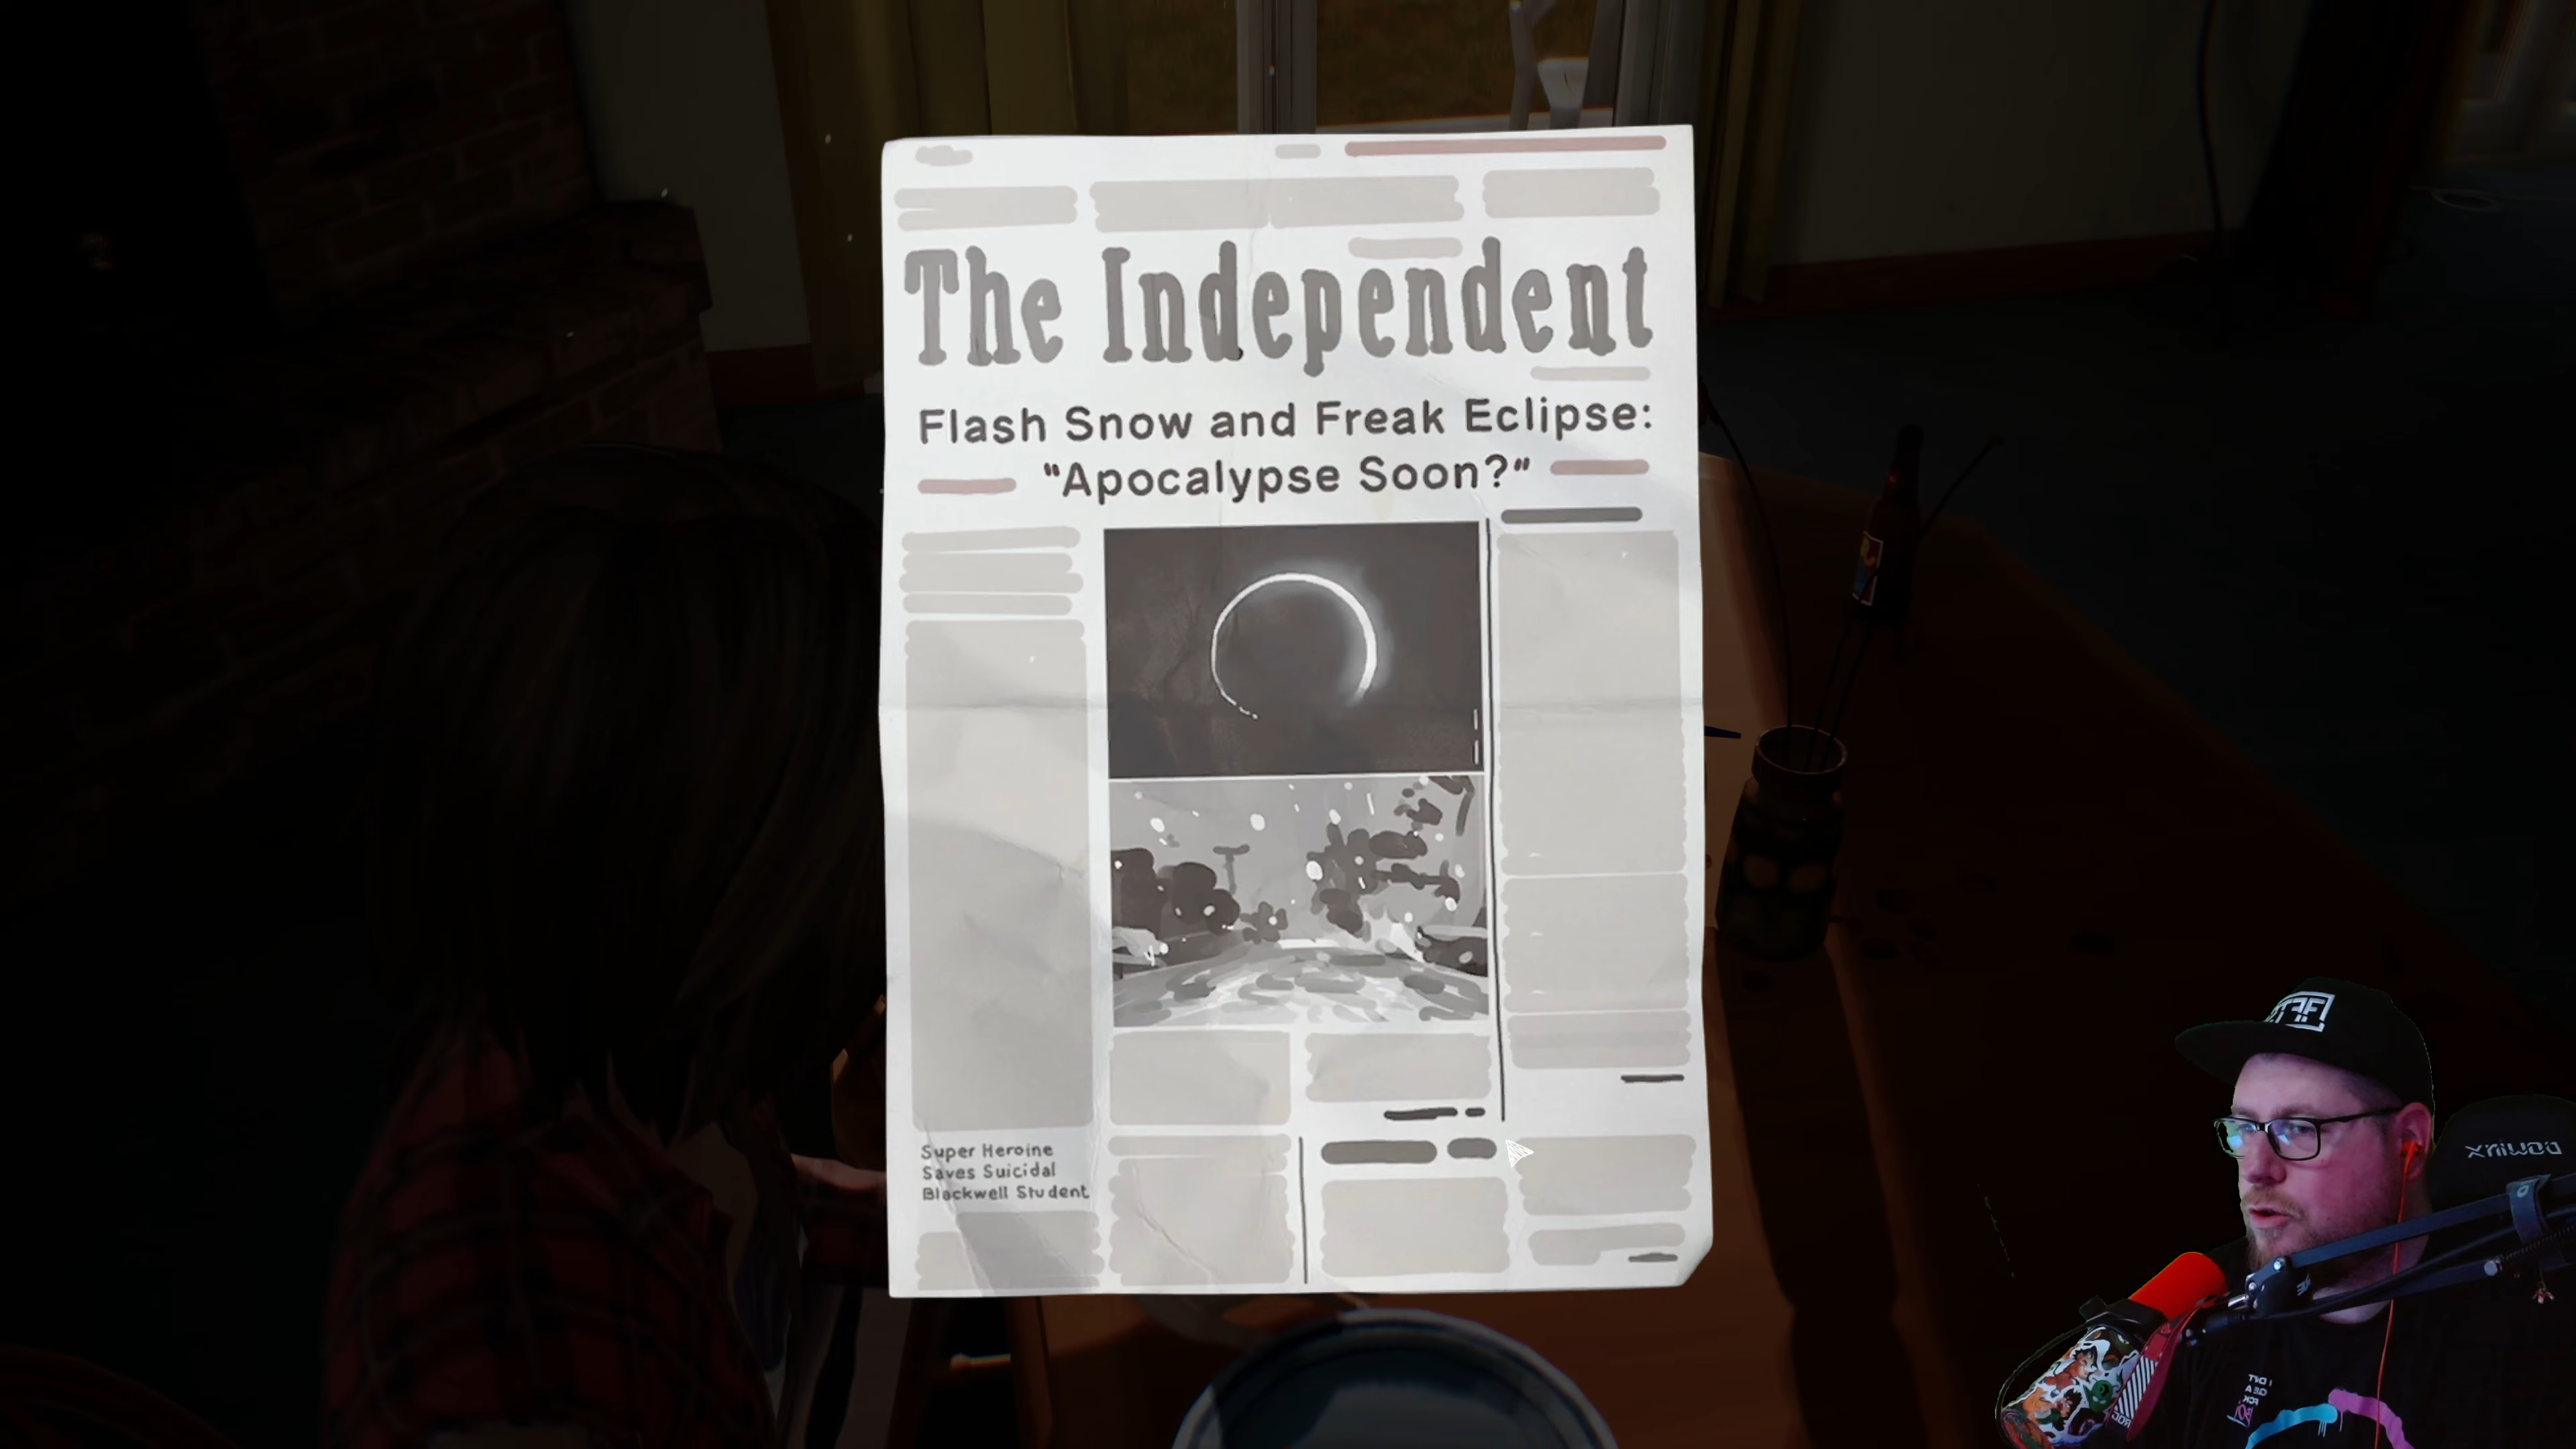 The Independent
Flash Snow and Freak Eclipse:
"Apocalypse Soon?"
Super Heroine
Saves Suicidal
Blackwell Student